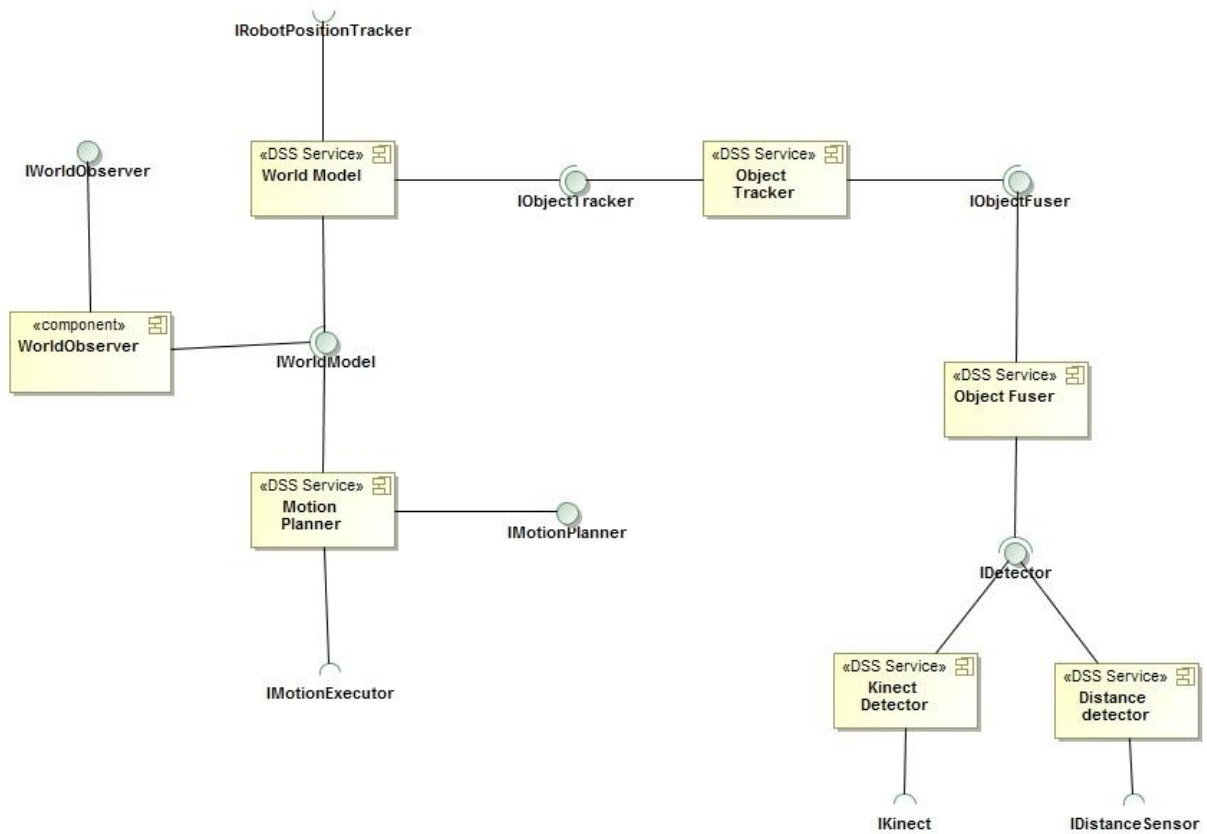 IRobotPositionTracker
IWorldObserver
«DSS Service»
World Model
IObjectTracker
«DSS Service»
Object
Tracker
IObjectFuser
«component»
WorldObserver
IWorldModel
«DSS Service»
Object Fuser
«DSS Service»
Motion
Planner
IMotionPlanner
IDetector
IMotionExecutor
«DSS Service»
Kinect
Detector
«DSS Service»
Distance
detector
IKinect
IDistanceSensor